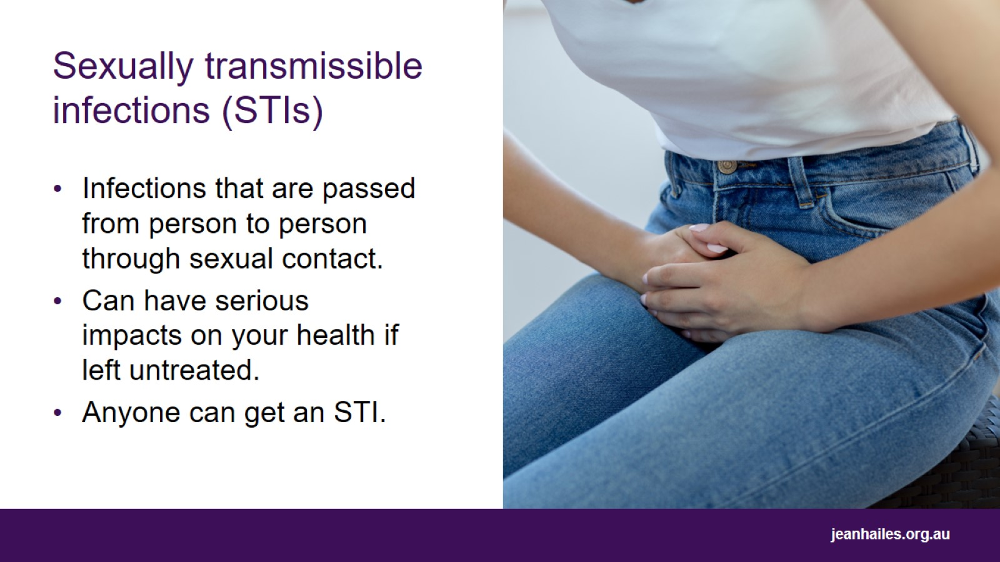 Sexually transmissible
infections (STIs)
• Infections that are passed
from person to person
through sexual contact.
• Can have serious
impacts on your health if
left untreated.
• Anyone can get an STI.
jeanhailes.org.au